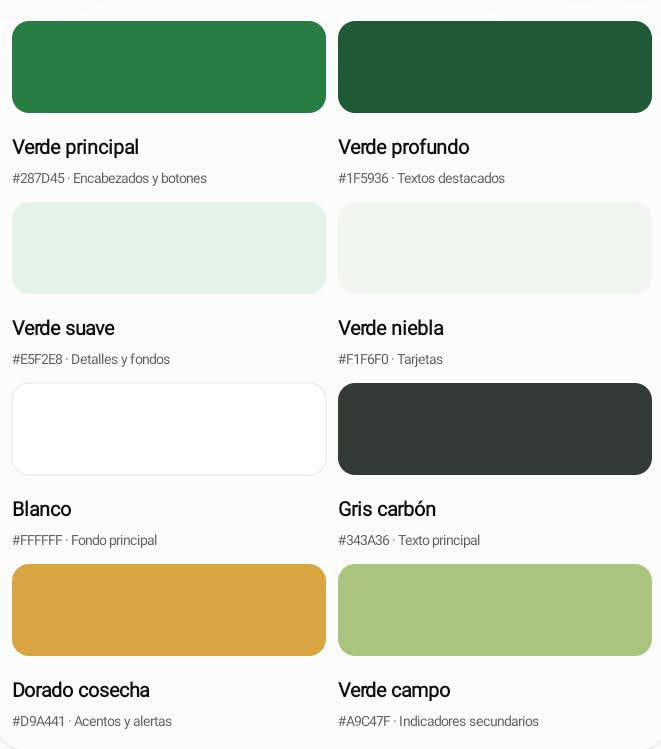 Verde principal
#287D45 · Encabezados y botones
Verde profundo
#1F5936 · Textos destacados
Verde suave
#E5F2E8 · Detalles y fondos
Verde niebla
#F1F6F0 · Tarjetas
Blanco
#FFFFFF · Fondo principal
Gris carbón
#343A36 · Texto principal
Dorado cosecha
#D9A441 · Acentos y alertas
Verde campo
#A9C47F · Indicadores secundarios